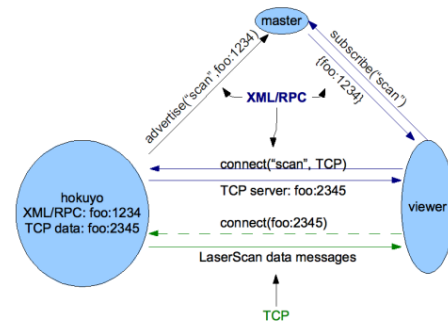 master
advertise("scan",foo:1234)
subscribe("scan")
{foo:1234}
XML/RPC
connect("scan", TCP)
TCP server: foo:2345
hokuyo
XML/RPC: foo:1234
TCP data: foo:2345
viewer
connect(foo:2345)
LaserScan data messages
TCP